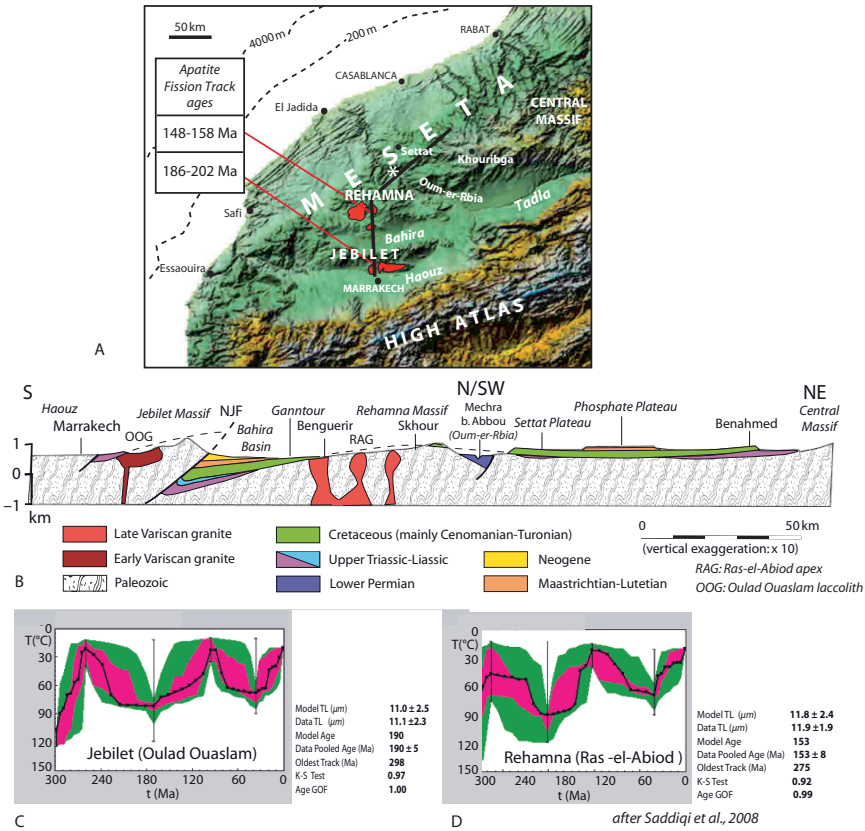 50 km
4000 m
200 m
RABAT
Apatite
Fission Track
ages
148-158 Ma
186-202 Ma
CASABLANCA
El Jadida
MESETA
CENTRAL
MASSIF
Settat
Khouribga
*
Oum-er-Rbia
REHAMNA
Tadla
Safi
Bahira
JEBILET
Essaouira
Haouz
MARRAKECH
HIGH ATLAS
A
S
N/SW
NE
Haouz
Marrakech
Jebilet Massif
OOG
NJF
Bahira
Basin
Ganntour
Benguerir
Rehamna Massif
RAG
Skhour
Mechra
b. Abbou
(Oum-er-Rbia)
Settat Plateau
Phosphate Plateau
Benahmed
Central
Massif
1
0
−1
km
1
0
−1
Late Variscan granite
Early Variscan granite
Paleozoic
Cretaceous (mainly Cenomanian-Turonian)
Upper Triassic-Liassic
Lower Permian
Neogene
Maastrichtian-Lutetian
0 50 km
(vertical exaggeration: x 10)
RAG: Ras-el-Abiod apex
OOG: Oulad Ouaslam laccolith
B
0
T(°C)
30
60
90
120
150
Jebilet (Oulad Ouaslam)
300 240 180 120 60 0
t (Ma)
Model TL (µm) 11.0 ± 2.5
Data TL (µm) 11.1 ± 2.3
Model Age 190
Data Pooled Age (Ma) 190 ± 5
Oldest Track (Ma) 298
K-S Test 0.97
Age GOF 1.00
C
0
T(°C)
30
60
90
120
150
Rehamna (Ras -el-Abiod )
300 240 180 120 60 0
t (Ma)
Model TL (µm) 11.8 ± 2.4
Data TL (µm) 11.9 ± 1.9
Model Age 153
Data Pooled Age (Ma) 153 ± 8
Oldest Track (Ma) 275
K-S Test 0.92
Age GOF 0.99
D
after Saddiqi et al., 2008